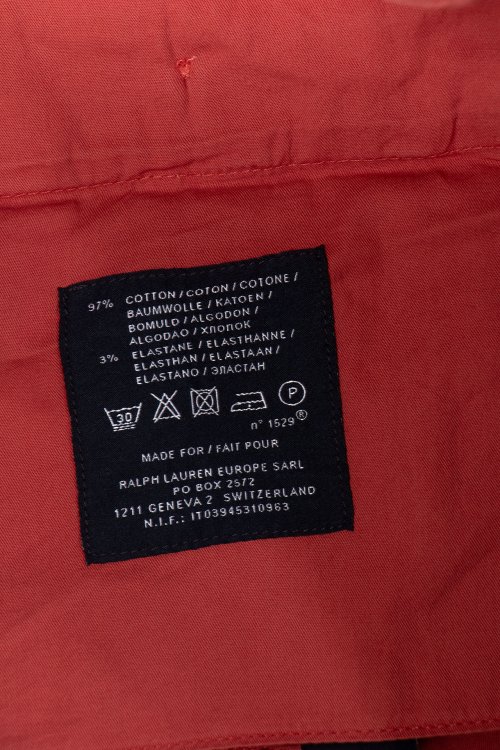 97% COTTON / COTON / COTONE /
BAUMWOLLE / KATOEN /
BOMULD / ALGODON /
ALGODAO / ХЛОПОК
3% ELASTANE / ELASTHANNE /
ELASTHAN / ELASTAAN /
ELASTANO / ЭЛАСТАН
30 P
n° 1529®
MADE FOR / FAIT POUR
RALPH LAUREN EUROPE SARL
PO BOX 2572
1211 GENEVA 2 SWITZERLAND
N.I.F.: IT03945310963